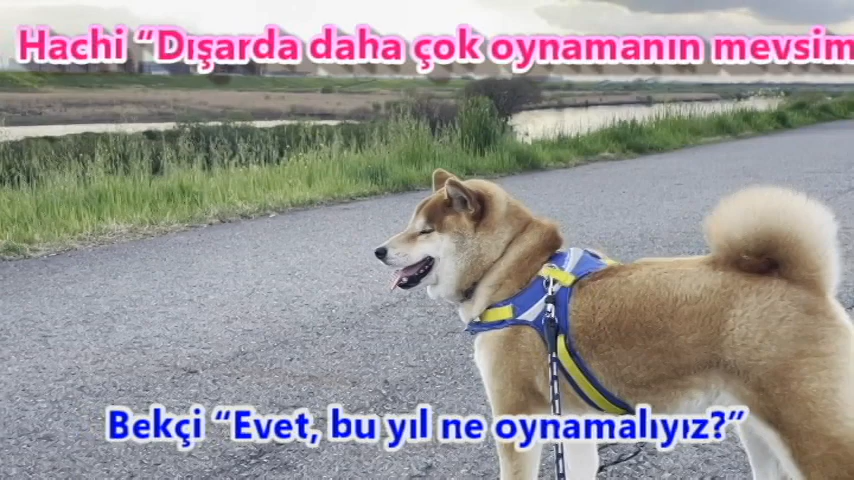 Hachi “Dışarda daha çok oynamanın mevsim
Bekçi “Evet, bu yıl ne oynamalıyız?”